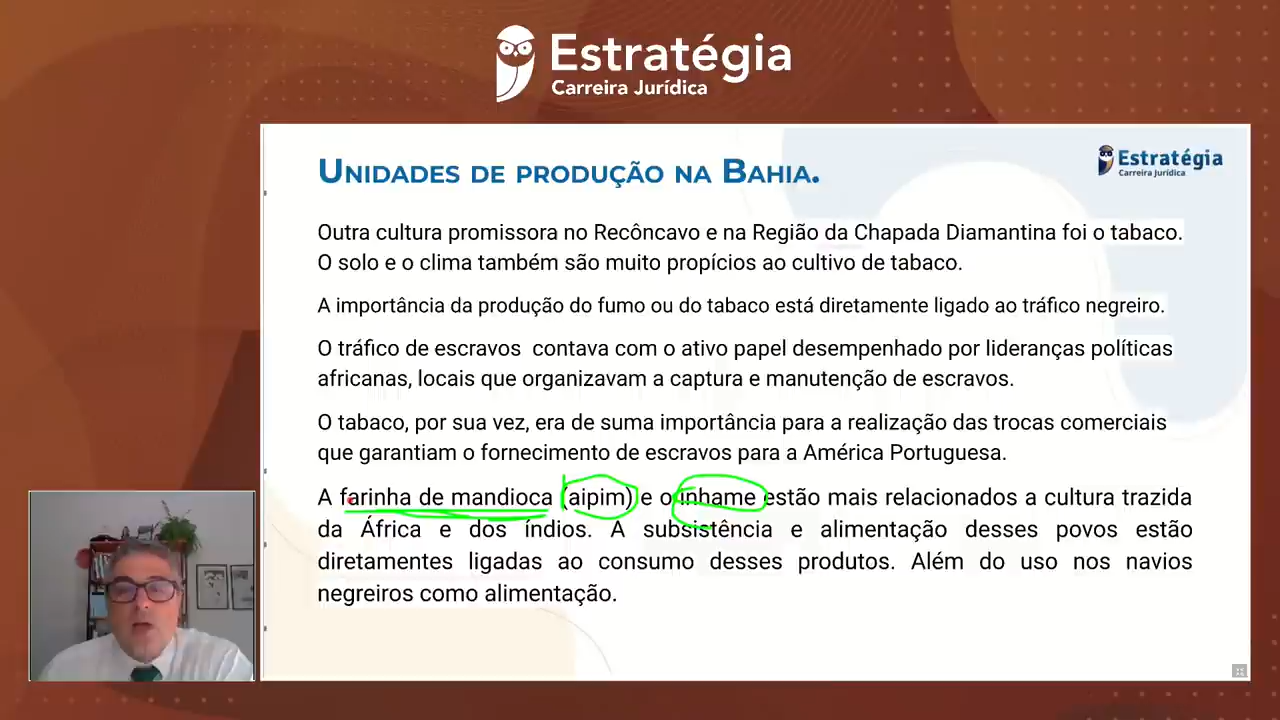 Estratégia
Carreira Jurídica
UNIDADES DE PRODUÇÃO NA BAHIA.
Estratégia
Carreira Jurídica
Outra cultura promissora no Recôncavo e na Região da Chapada Diamantina foi o tabaco.
O solo e o clima também são muito propícios ao cultivo de tabaco.
A importância da produção do fumo ou do tabaco está diretamente ligado ao tráfico negreiro.
O tráfico de escravos contava com o ativo papel desempenhado por lideranças políticas
africanas, locais que organizavam a captura e manutenção de escravos.
O tabaco, por sua vez, era de suma importância para a realização das trocas comerciais
que garantiam o fornecimento de escravos para a América Portuguesa.
A farinha de mandioca (aipim) e o inhame estão mais relacionados a cultura trazida
da África e dos índios. A subsistência e alimentação desses povos estão
diretamentes ligadas ao consumo desses produtos. Além do uso nos navios
negreiros como alimentação.